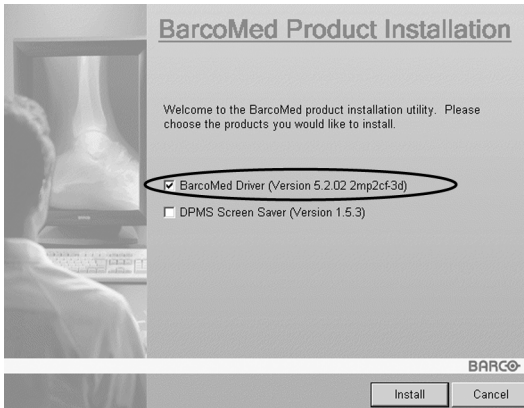 BarcoMed Product Installation
Welcome to the BarcoMed product installation utility. Please
choose the products you would like to install.
BarcoMed Driver (Version 5.2.02 2mp2cf-3d)
DPMS Screen Saver (Version 1.5.3)
BARCO
Install
Cancel